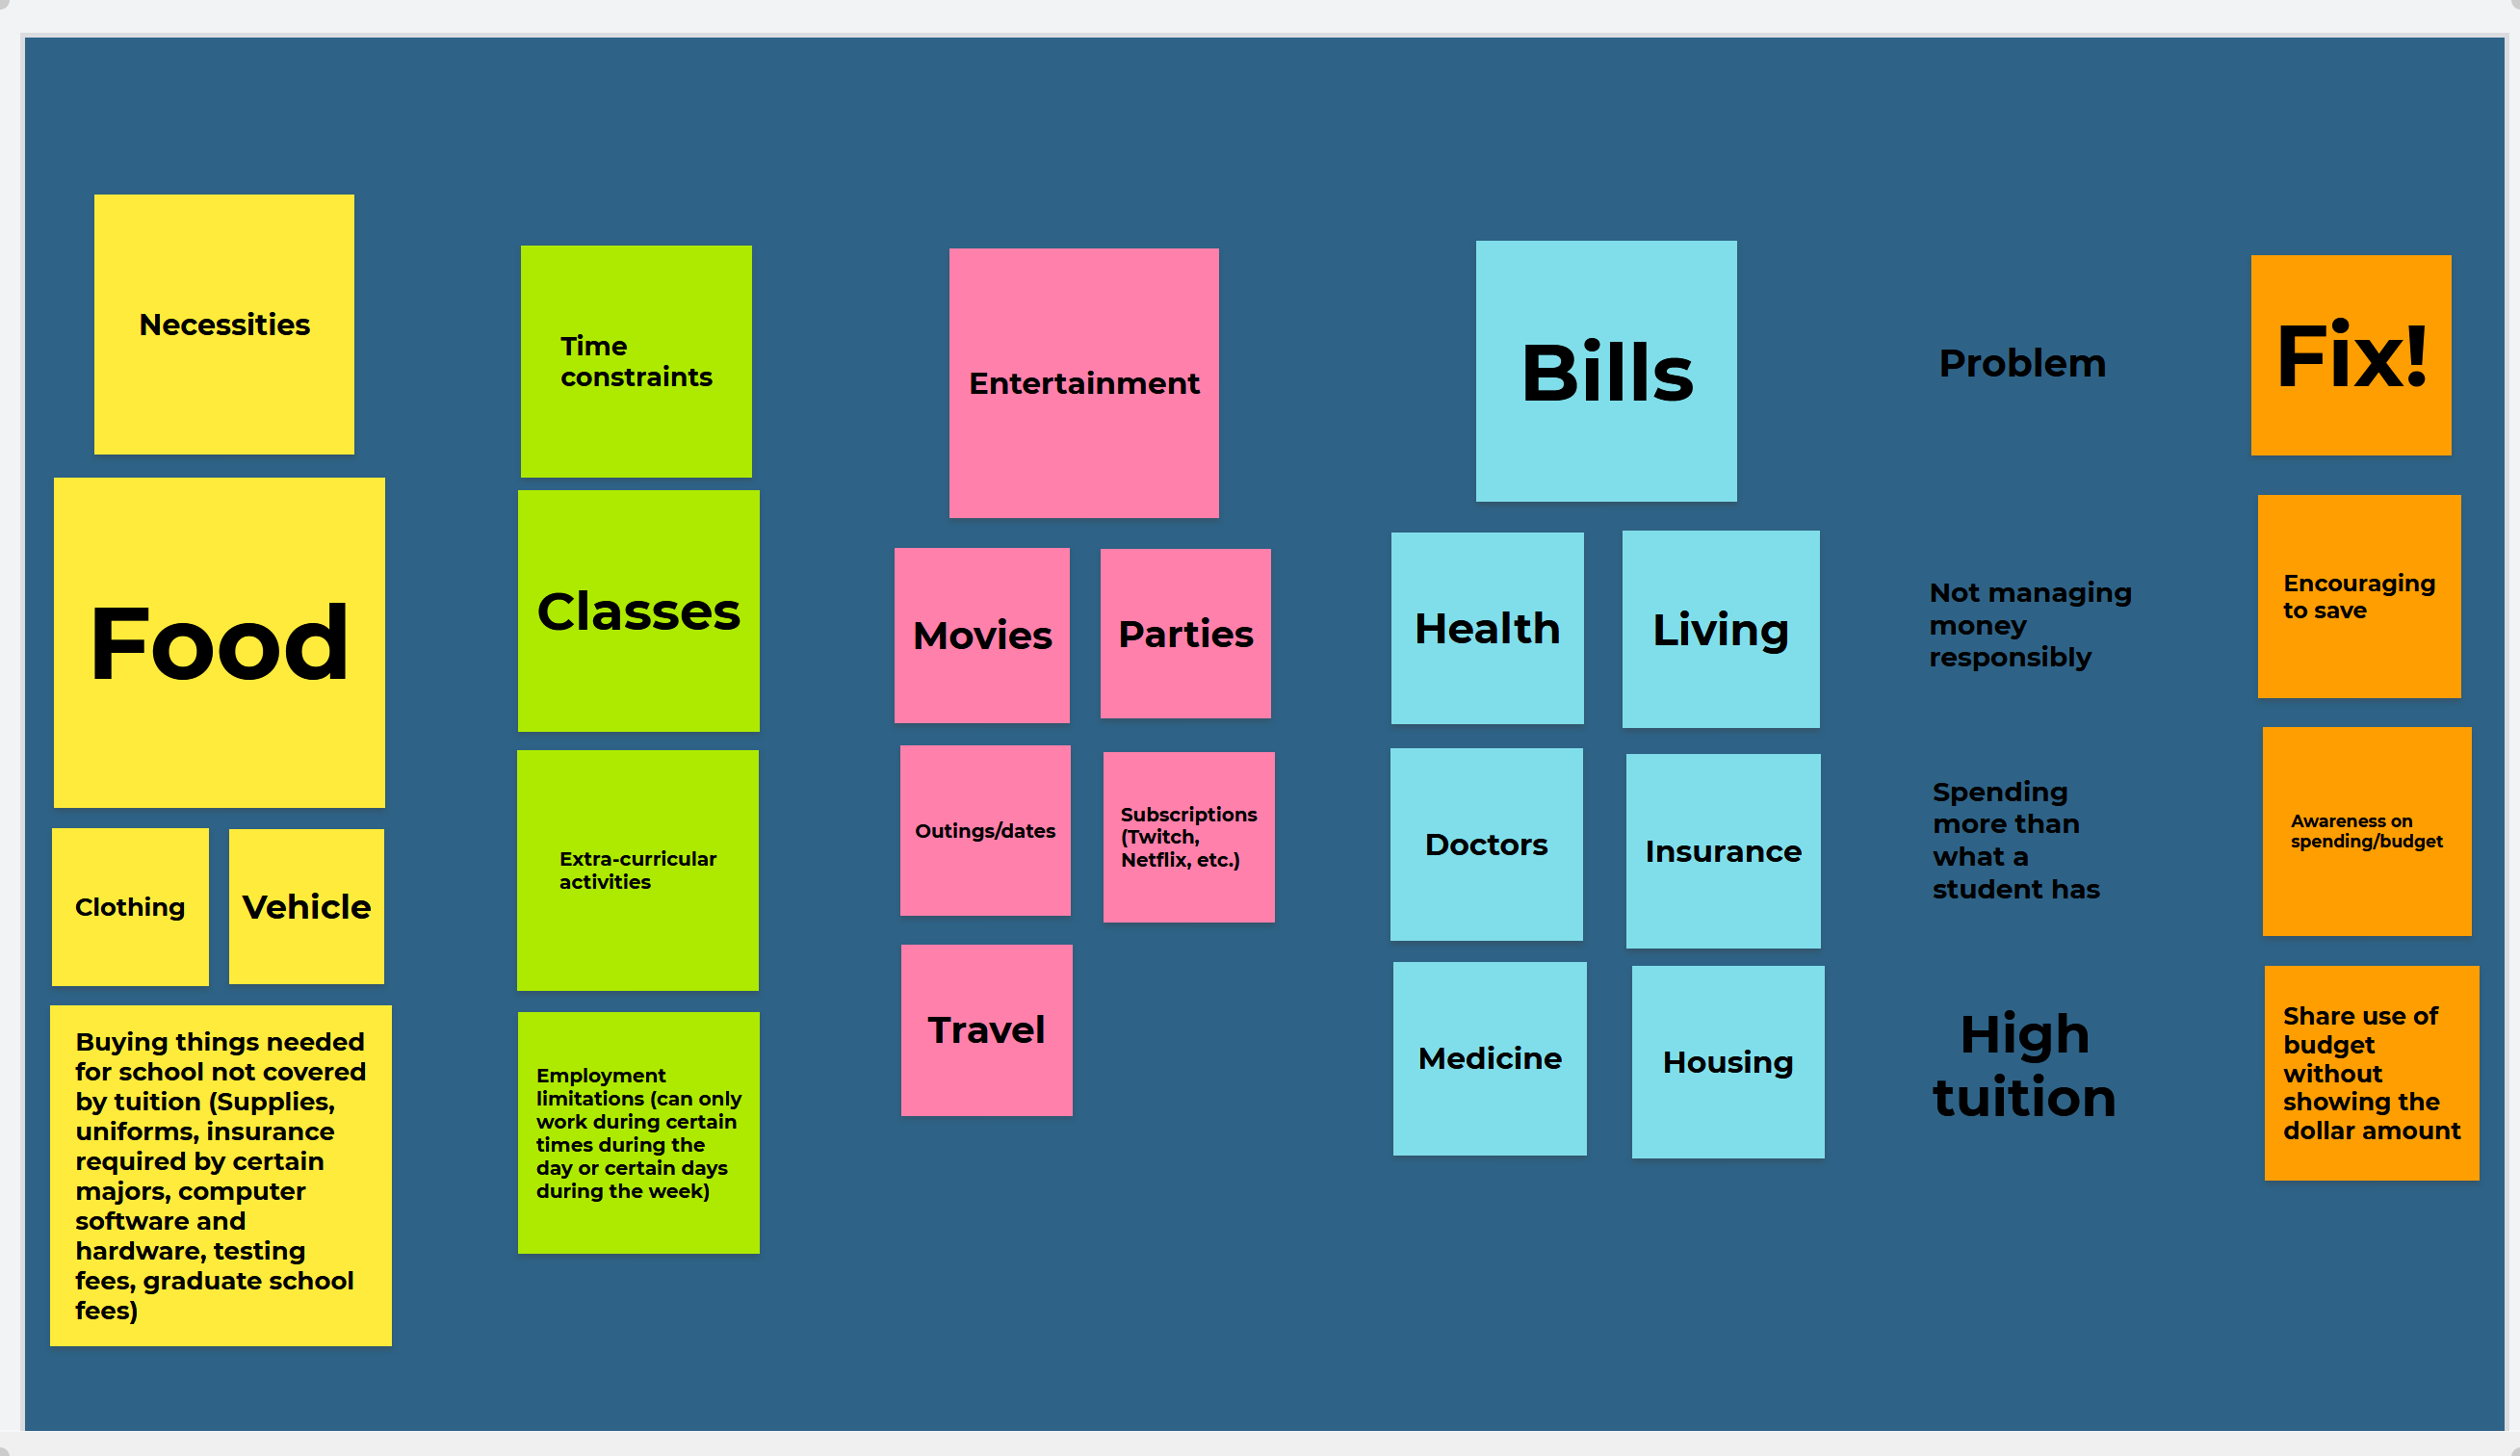 Necessities
Food
Clothing
Vehicle
Buying things needed
for school not covered
by tuition (Supplies,
uniforms, insurance
required by certain
majors, computer
software and
hardware, testing
fees, graduate school
fees)
Time
constraints
Classes
Extra-curricular
activities
Employment
limitations (can only
work during certain
times during the
day or certain days
during the week)
Entertainment
Movies
Parties
Outings/dates
Subscriptions
(Twitch,
Netflix, etc.)
Travel
Bills
Health
Living
Doctors
Insurance
Medicine
Housing
Problem
Not managing
money
responsibly
Spending
more than
what a
student has
High
tuition
Fix!
Encouraging
to save
Awareness on
spending/budget
Share use of
budget
without
showing the
dollar amount